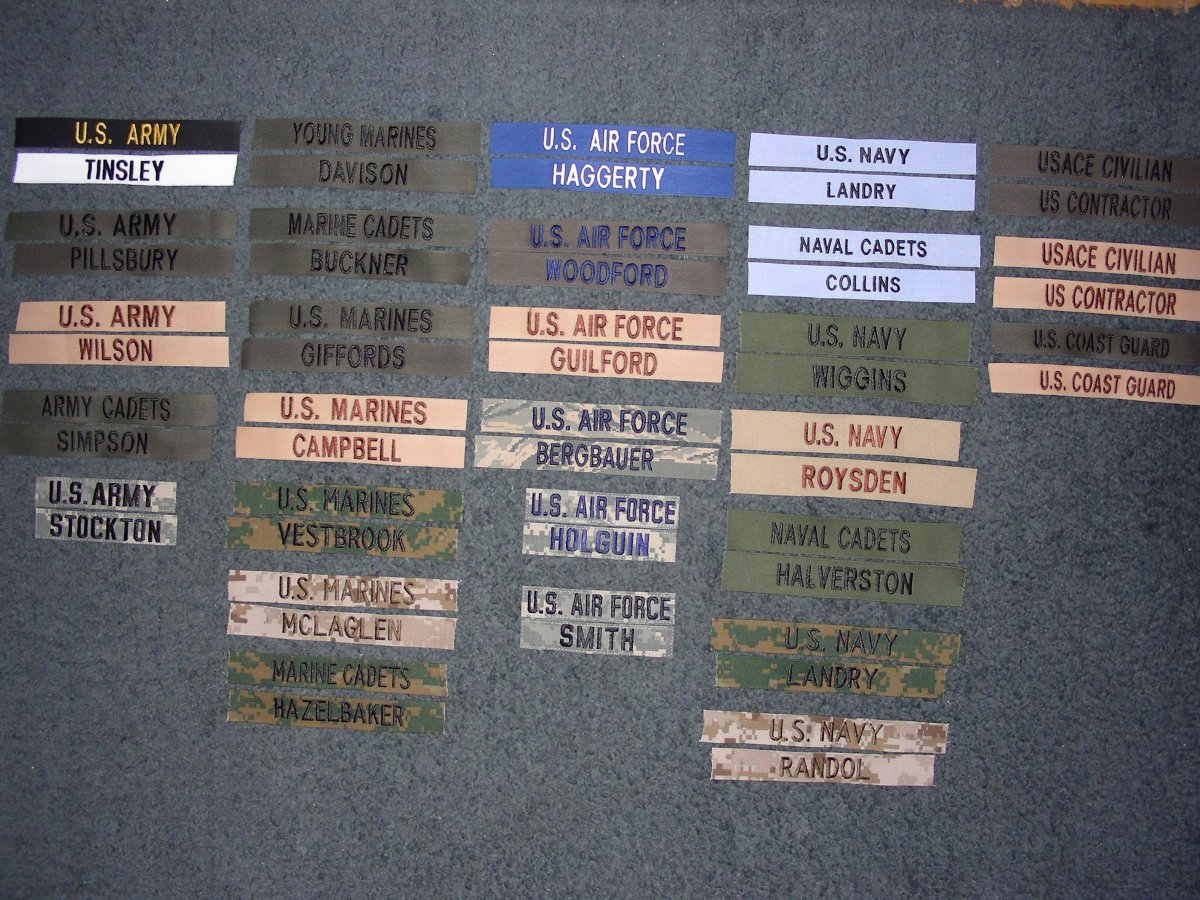 U.S. ARMY
TINSLEY
U.S. ARMY
PILLSBURY
U.S. ARMY
WILSON
ARMY CADETS
SIMPSON
U.S. ARMY
STOCKTON
YOUNG MARINES
DAVISON
MARINE CADETS
BUCKNER
U.S. MARINES
GIFFORDS
U.S. MARINES
CAMPBELL
U.S. MARINES
VESTBROOK
U.S. MARINES
MCLAGLEN
MARINE CADETS
HAZELBAKER
U.S. AIR FORCE
HAGGERTY
U.S. AIR FORCE
WOODFORD
U.S. AIR FORCE
GUILFORD
U.S. AIR FORCE
BERGBAUER
U.S. AIR FORCE
HOLGUIN
U.S. AIR FORCE
SMITH
U.S. NAVY
LANDRY
NAVAL CADETS
COLLINS
U.S. NAVY
WIGGINS
U.S. NAVY
ROYSDEN
NAVAL CADETS
HALVERSTON
U.S. NAVY
LANDRY
U.S. NAVY
RANDOL
USACE CIVILIAN
US CONTRACTOR
USACE CIVILIAN
US CONTRACTOR
U.S. COAST GUARD
U.S. COAST GUARD